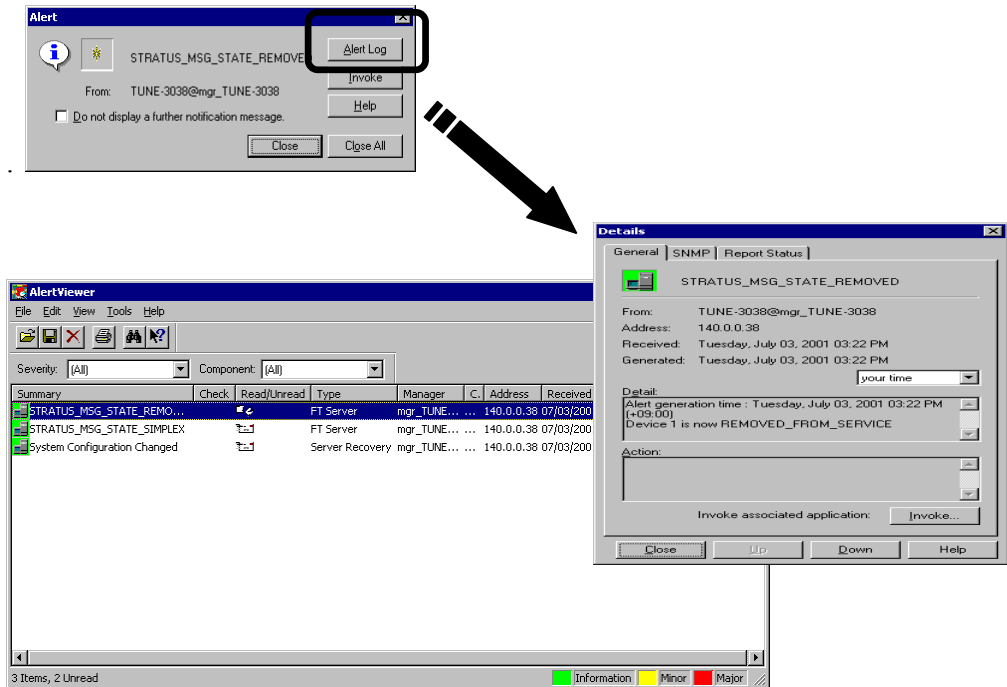 Alert
Alert Log
STRATUS_MSG_STATE_REMOVED
Invoke
From: TUNE-3038@mgr_TUNE-3038
Help
Do not display a further notification message.
Close
Close All
.
Details
General
SNMP
Report Status
STRATUS_MSG_STATE_REMOVED
From: TUNE-3038@mgr_TUNE-3038
Address: 140.0.0.38
Received: Tuesday, July 03, 2001 03:22 PM
Generated: Tuesday, July 03, 2001 03:22 PM
your time
Detail:
Alert generation time : Tuesday, July 03, 2001 03:22 PM
(+09:00)
Device 1 is now REMOVED_FROM_SERVICE
Action:
Invoke associated application:
Invoke...
Close
Up
Down
Help
AlertViewer
File Edit View Tools Help
Severity: (All) Component: (All)
Summary Check Read/Unread Type Manager C. Address Received
STRATUS_MSG_STATE_REMO... FT Server mgr_TUNE... ... 140.0.0.38 07/03/200
STRATUS_MSG_STATE_SIMPLEX FT Server mgr_TUNE... ... 140.0.0.38 07/03/200
System Configuration Changed Server Recovery mgr_TUNE... ... 140.0.0.38 07/03/200
3 Items, 2 Unread
Information Minor Major